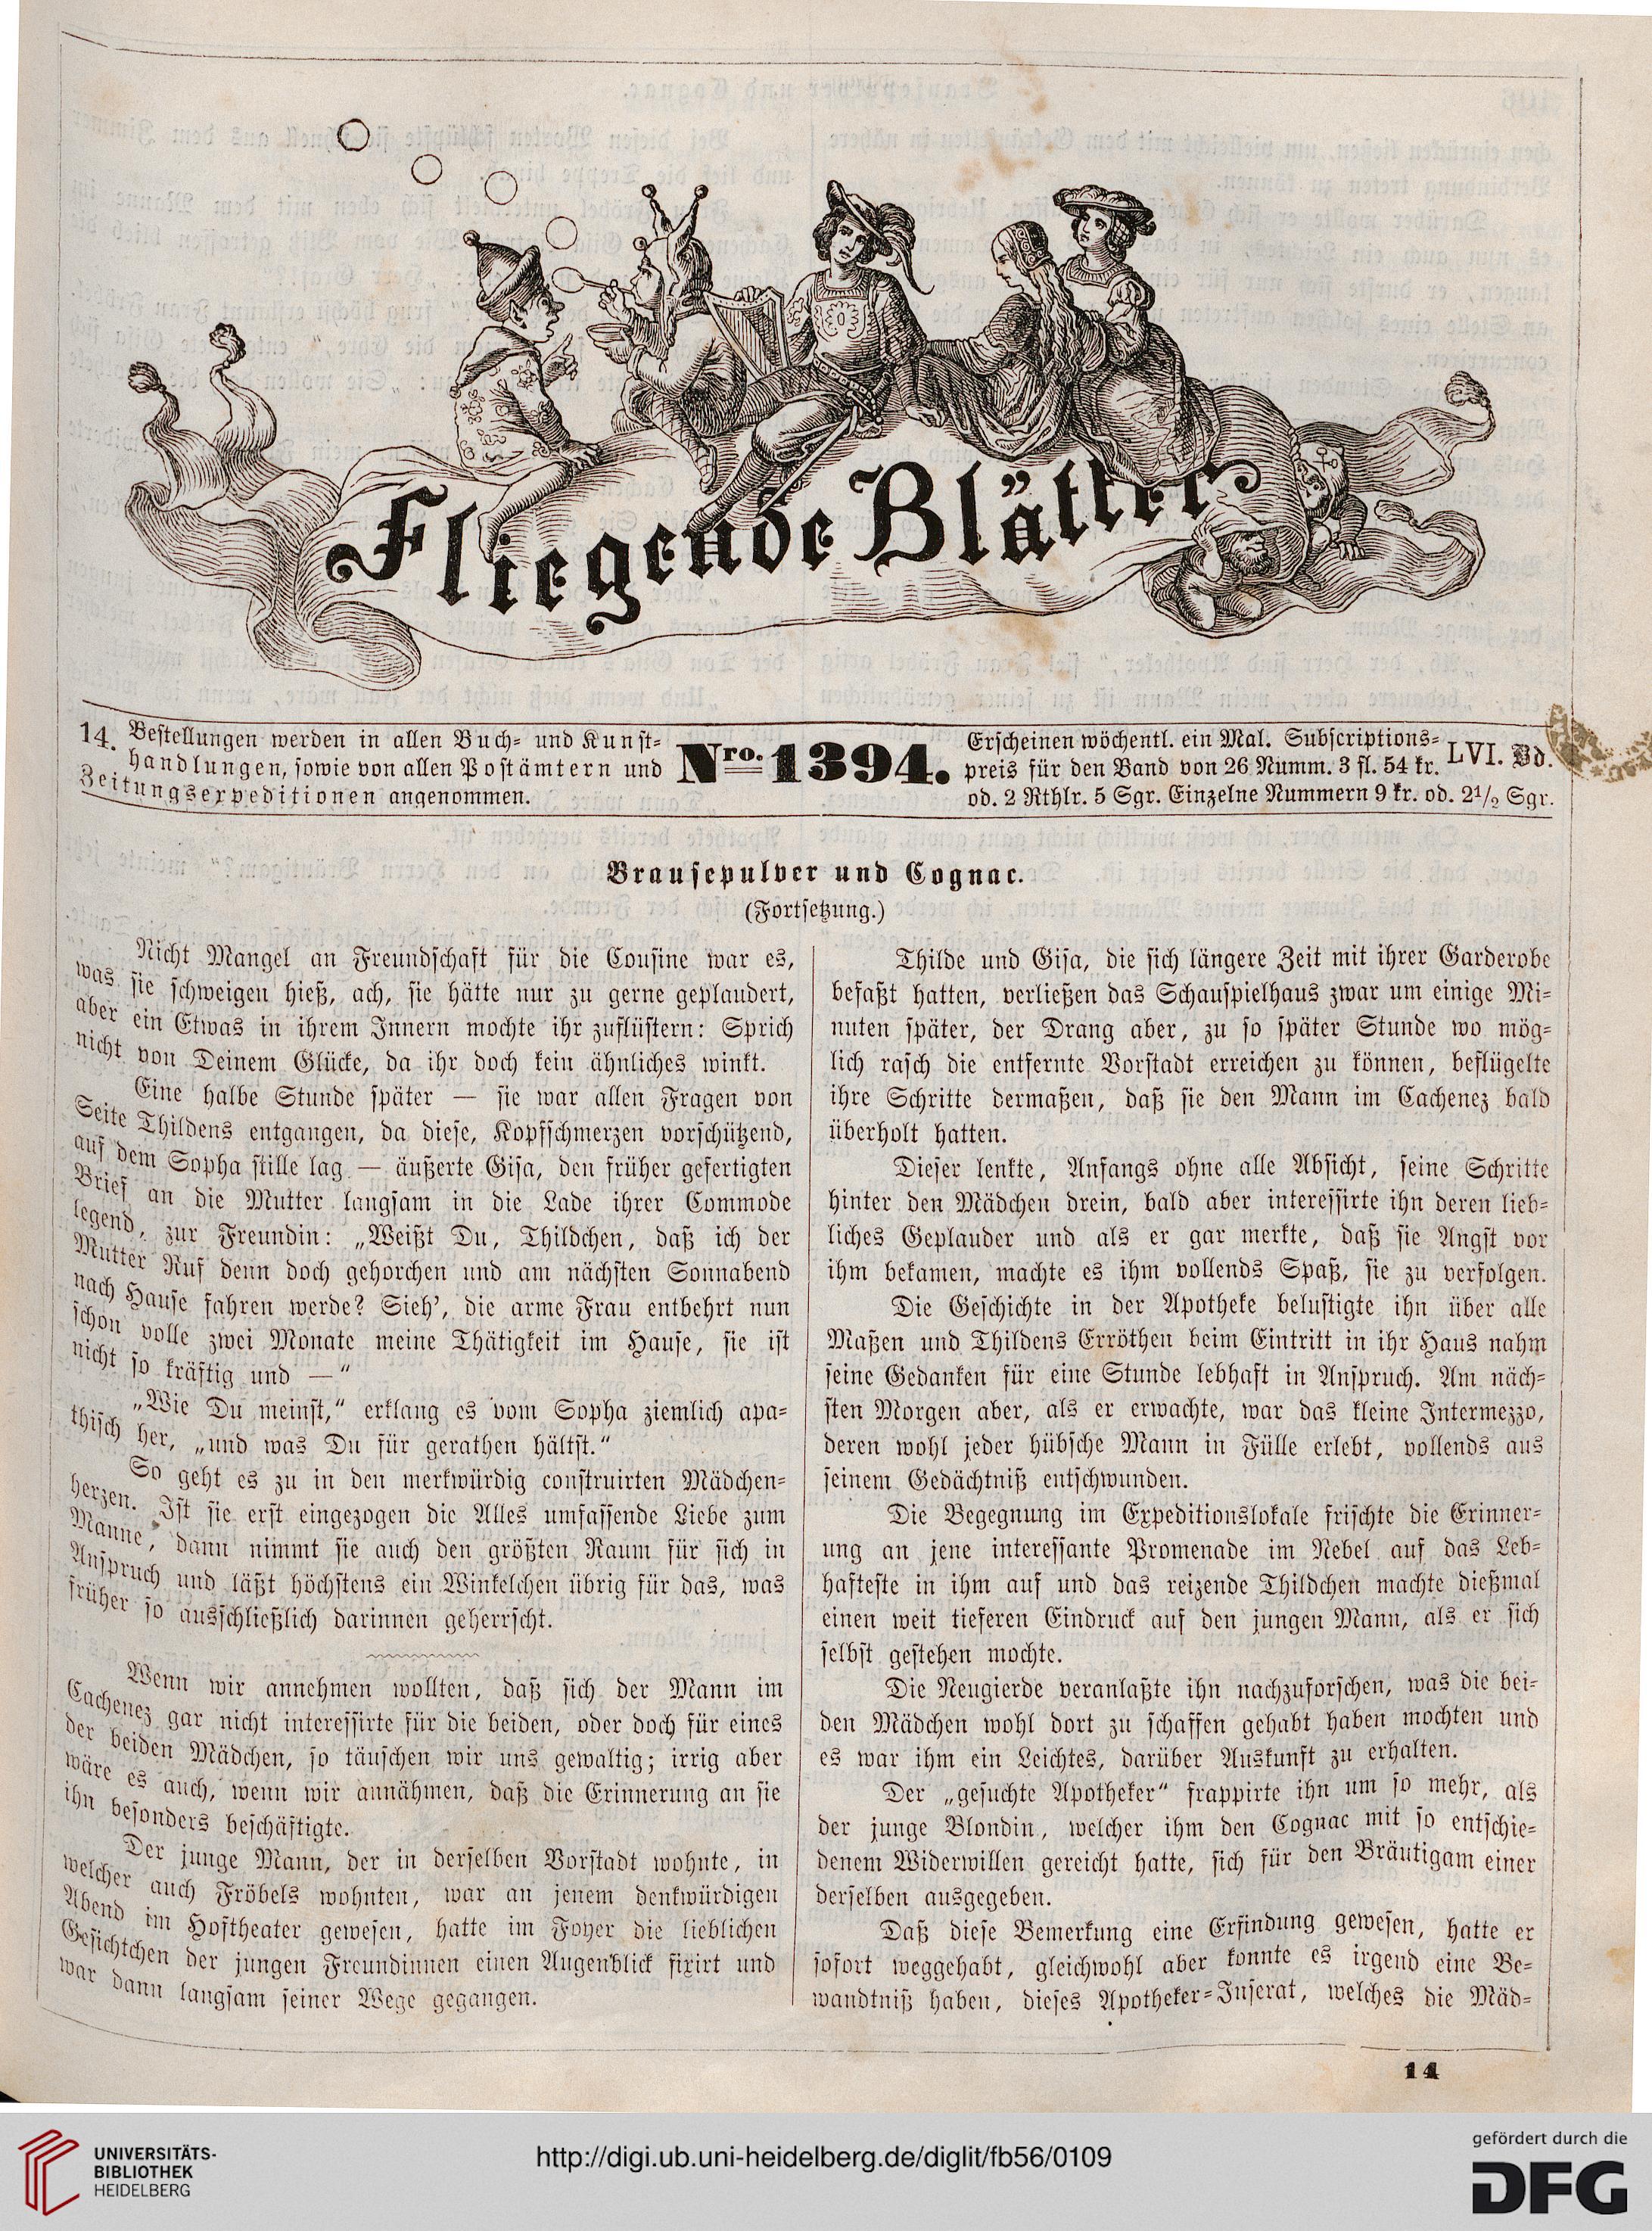 Fliegende Blätter
14.
Bestellungen werden in allen Buch- und Kunst-
handlungen, sowie von allen Postämtern und
Zeitungsexpeditionen angenommen.
Nro. 1394.
Erscheinen wöchentl. ein Mal. Subscriptions-
preis für den Band von 26 Numm. 3 fl. 54 kr.
od. 2 Rthlr. 5 Sgr. Einzelne Nummern 9 kr. od. 2½ Sgr.
LVI. Bd.
Brausepulver und Cognac.
(Fortsetzung.)
Nicht Mangel an Freundschaft für die Cousine war es,
was sie schweigen hieß, ach, sie hätte nur zu gerne geplaudert,
aber ein Etwas in ihrem Innern mochte ihr zuflüstern: Sprich
nicht von Deinem Glücke, da ihr doch kein ähnliches winkt.
Eine halbe Stunde später — sie war allen Fragen von
Seite Thildens entgangen, da diese, Kopfschmerzen vorschützend,
auf dem Sopha stille lag — äußerte Gisa, den früher gefertigten
Brief an die Mutter langsam in die Lade ihrer Commode
legend, zur Freundin: „Weißt Du, Thildchen, daß ich der
Mutter Ruf denn doch gehorchen und am nächsten Sonnabend
nach Hause fahren werde? Sieh', die arme Frau entbehrt nun
schon volle zwei Monate meine Thätigkeit im Hause, sie ist
nicht so kräftig und —“
„Wie Du meinst,“ erklang es vom Sopha ziemlich apa-
thisch her, „und was Du für gerathen hältst.“
So geht es zu in den merkwürdig construirten Mädchen-
herzen. Ist sie erst eingezogen die Alles umfassende Liebe zum
Manne, dann nimmt sie auch den größten Raum für sich in
Anspruch und läßt höchstens ein Winkelchen übrig für das, was
früher so ausschließlich darinnen geherrscht.
Wenn wir annehmen wollten, daß sich der Mann im
Cachenez gar nicht interessirte für die beiden, oder doch für eines
der beiden Mädchen, so täuschen wir uns gewaltig; irrig aber
wäre es auch, wenn wir annähmen, daß die Erinnerung an sie
ihn besonders beschäftigte.
Der junge Mann, der in derselben Vorstadt wohnte, in
welcher auch Fröbels wohnten, war an jenem denkwürdigen
Abend im Hoftheater gewesen, hatte im Foyer die lieblichen
Gesichtchen der jungen Freundinnen einen Augenblick fixirt und
war dann langsam seiner Wege gegangen.
Thilde und Gisa, die sich längere Zeit mit ihrer Garderobe
befaßt hatten, verließen das Schauspielhaus zwar um einige Mi-
nuten später, der Drang aber, zu so später Stunde wo mög-
lich rasch die entfernte Vorstadt erreichen zu können, beflügelte
ihre Schritte dermaßen, daß sie den Mann im Cachenez bald
überholt hatten.
Dieser lenkte, Anfangs ohne alle Absicht, seine Schritte
hinter den Mädchen drein, bald aber interessirte ihn deren lieb-
liches Geplauder und als er gar merkte, daß sie Angst vor
ihm bekamen, machte es ihm vollends Spaß, sie zu verfolgen.
Die Geschichte in der Apotheke belustigte ihn über alle
Maßen und Thildens Erröthen beim Eintritt in ihr Haus nahm
seine Gedanken für eine Stunde lebhaft in Anspruch. Am näch-
sten Morgen aber, als er erwachte, war das kleine Intermezzo,
deren wohl jeder hübsche Mann in Fülle erlebt, vollends aus
seinem Gedächtniß entschwunden.
Die Begegnung im Expeditionslokale frischte die Erinner-
ung an jene interessante Promenade im Nebel auf das Leb-
hafteste in ihm auf und das reizende Thildchen machte dießmal
einen weit tieferen Eindruck auf den jungen Mann, als er sich
selbst gestehen mochte.
Die Neugierde veranlaßte ihn nachzuforschen, was die bei-
den Mädchen wohl dort zu schaffen gehabt haben mochten und
es war ihm ein Leichtes, darüber Auskunft zu erhalten.
Der „gesuchte Apotheker“ frappirte ihn um so mehr, als
der junge Blondin, welcher ihm den Cognac mit so entschie-
denem Widerwillen gereicht hatte, sich für den Bräutigam einer
derselben ausgegeben.
Daß diese Bemerkung eine Erfindung gewesen, hatte er
sofort weggehabt, gleichwohl aber konnte es irgend eine Be-
wandtniß haben, dieses Apotheker-Inserat, welches die Mäd-
14
UNIVERSITÄTS-
BIBLIOTHEK
HEIDELBERG
http://digi.ub.uni-heidelberg.de/diglit/fb56/0109
gefördert durch die
DFG